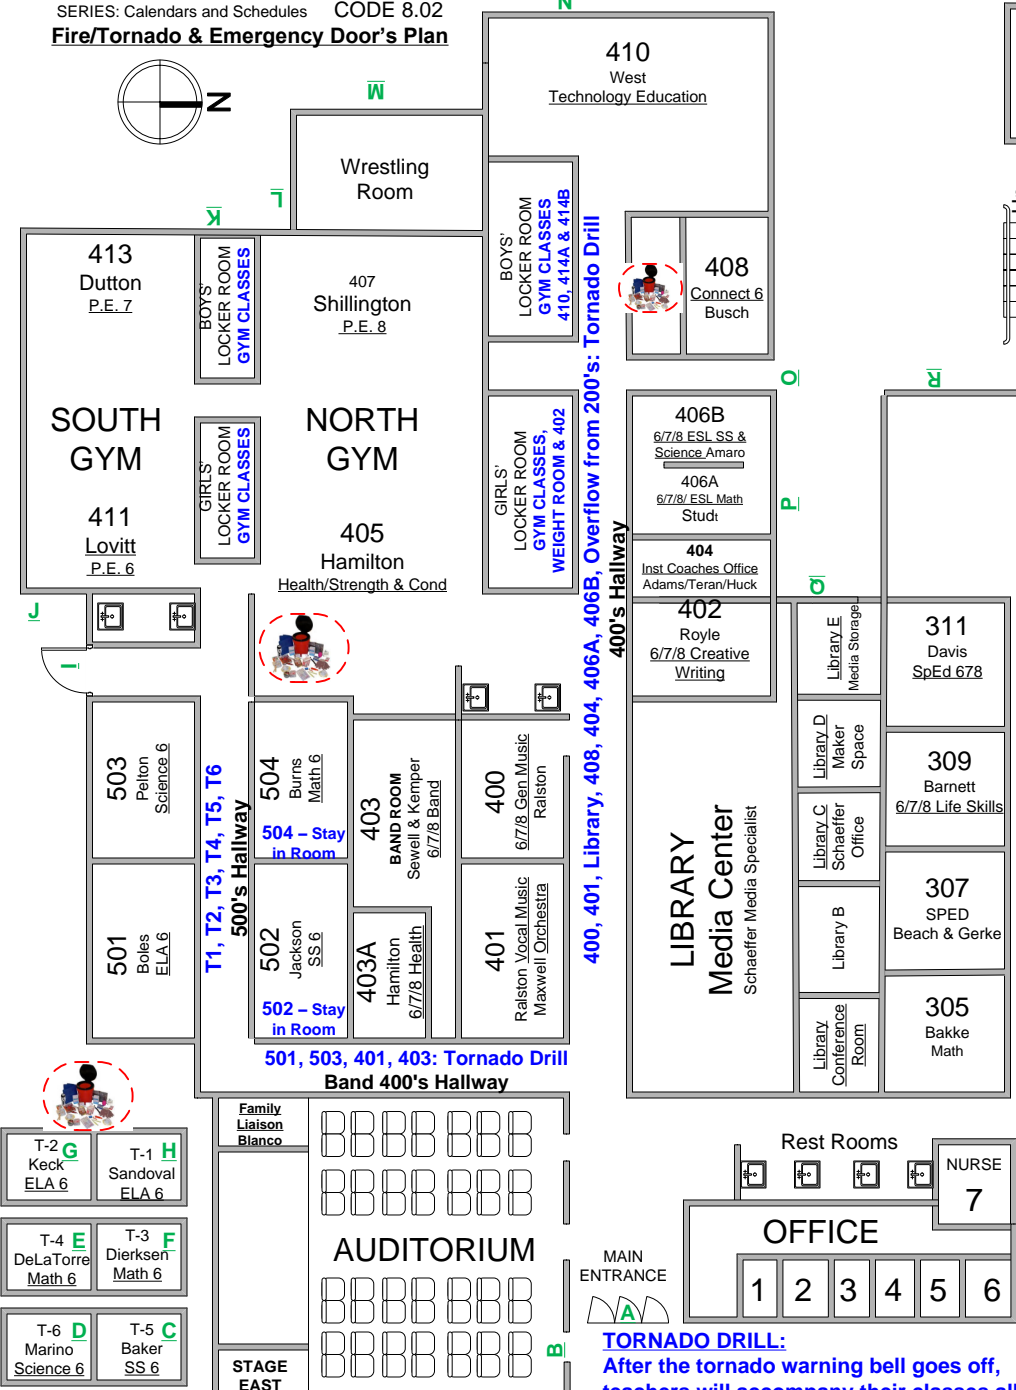 SERIES: Calendars and Schedules CODE 8.02
Fire/Tornado & Emergency Door's Plan
N
N
M
L
K
410
West
Technology Education
Wrestling
Room
BOYS'
LOCKER ROOM
GYM CLASSES
410, 414A & 414B
408
Connect 6
Busch
413
Dutton
P.E. 7
BOYS'
LOCKER ROOM
GYM CLASSES
407
Shillington
P.E. 8
O
R
SOUTH
GYM
NORTH
GYM
GIRLS'
LOCKER ROOM
GYM CLASSES
GIRLS'
LOCKER ROOM
GYM CLASSES,
WEIGHT ROOM & 402
406B
6/7/8 ESL SS &
Science Amaro
406A
6/7/8/ ESL Math
Studt
P
411
Lovitt
P.E. 6
405
Hamilton
Health/Strength & Cond
404
Inst Coaches Office
Adams/Teran/Huck
Q
J
I
400, 401, Library, 408, 404, 406A, 406B, Overflow from 200's: Tornado Drill
400's Hallway
402
Royle
6/7/8 Creative
Writing
Library E
Media Storage
311
Davis
SpEd 678
503
Pelton
Science 6
504
Burns
Math 6
504 – Stay
in Room
403
BAND ROOM
Sewell & Kemper
6/7/8 Band
400
6/7/8 Gen Music
Ralston
Library D
Maker
Space
309
Barnett
6/7/8 Life Skills
T1, T2, T3, T4, T5, T6
500's Hallway
LIBRARY
Media Center
Schaeffer Media Specialist
Library C
Schaeffer
Office
307
SPED
Beach & Gerke
501
Boles
ELA 6
502
Jackson
SS 6
502 – Stay
in Room
403A
Hamilton
6/7/8 Health
401
Ralston Vocal Music
Maxwell Orchestra
Library B
Library
Conference
Room
305
Bakke
Math
501, 503, 401, 403: Tornado Drill
Band 400's Hallway
Family
Liaison
Blanco
T-2 G
Keck
ELA 6
T-1 H
Sandoval
ELA 6
T-4 E
DeLaTorre
Math 6
T-3 F
Dierksen
Math 6
T-6 D
Marino
Science 6
T-5 C
Baker
SS 6
AUDITORIUM
STAGE
EAST
B
Rest Rooms
NURSE
7
OFFICE
1 2 3 4 5 6
MAIN
ENTRANCE
A
TORNADO DRILL:
After the tornado warning bell goes off,
teachers will accompany their classes all